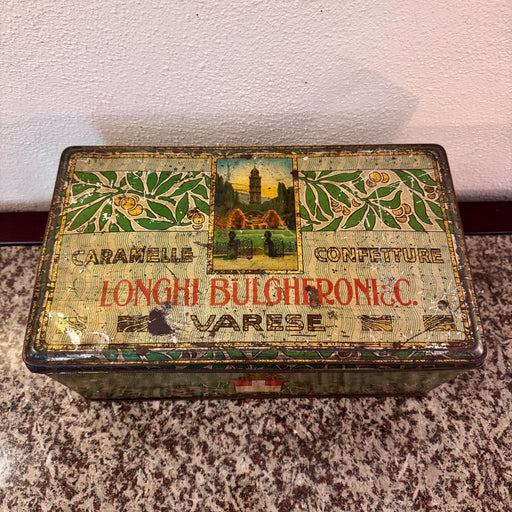 CARAMELLE CONFETTURE
LONGHI BULGHERONI&C.
VARESE